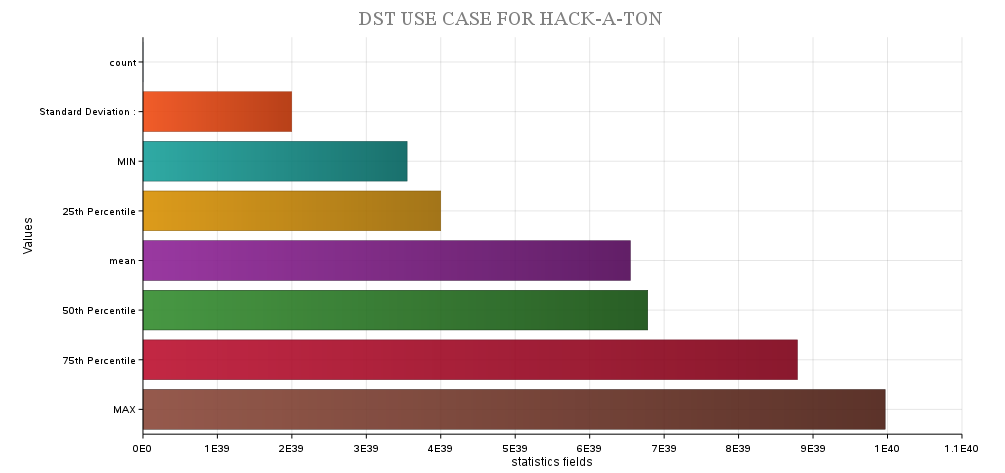 DST USE CASE FOR HACK-A-TON
count
Standard Deviation :
MIN
25th Percentile
mean
50th Percentile
75th Percentile
MAX
Values
0E0 1E39 2E39 3E39 4E39 5E39 6E39 7E39 8E39 9E39 1E40 1.1E40
statistics fields